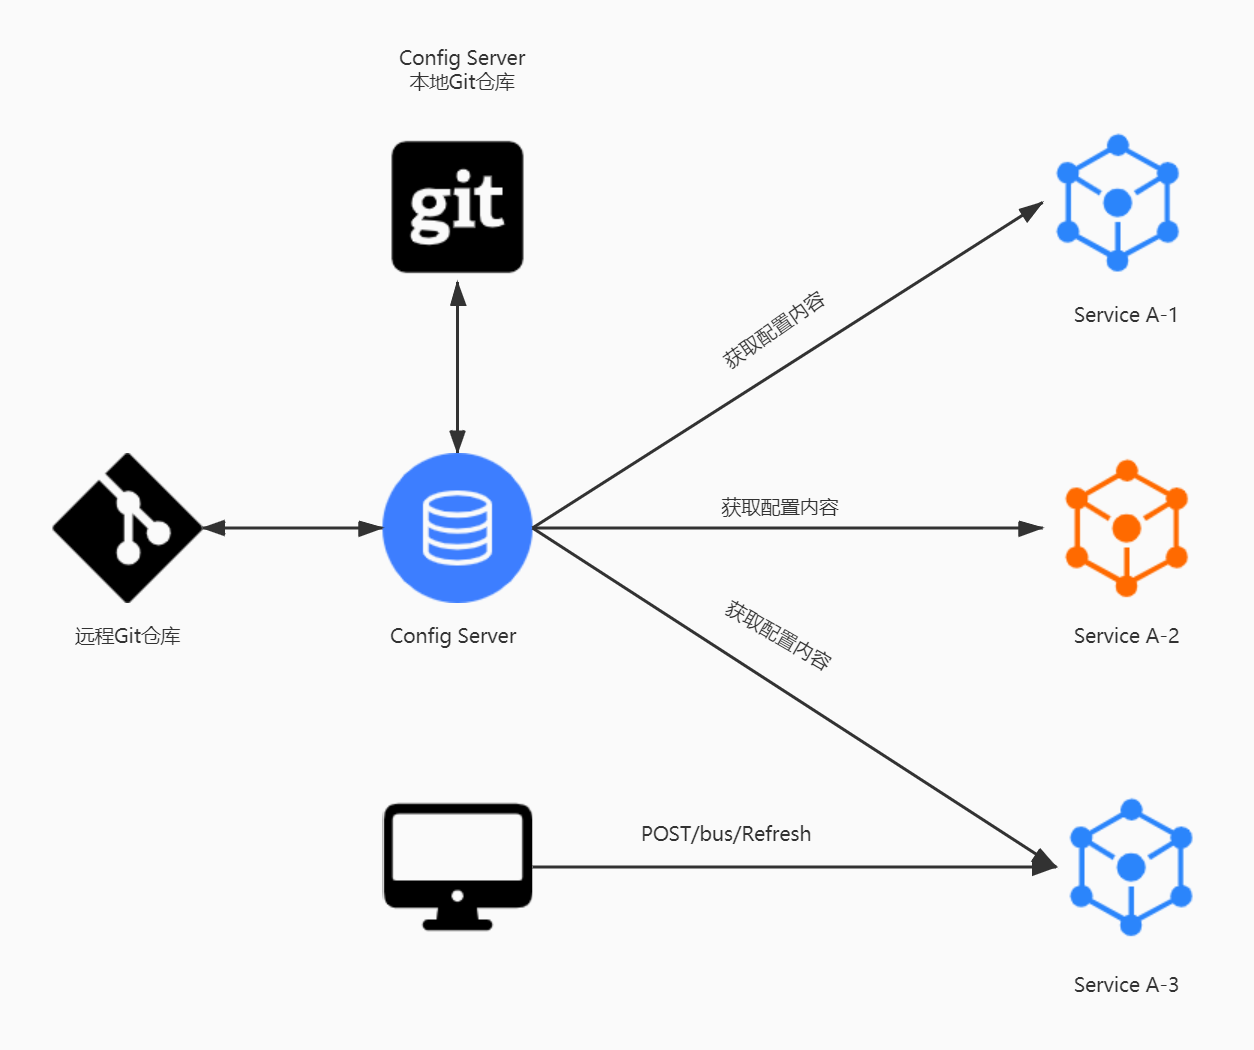 Config Server
本地Git仓库
git
Service A-1
获取配置内容
获取配置内容
远程Git仓库
Config Server
获取配置内容
Service A-2
POST/bus/Refresh
Service A-3